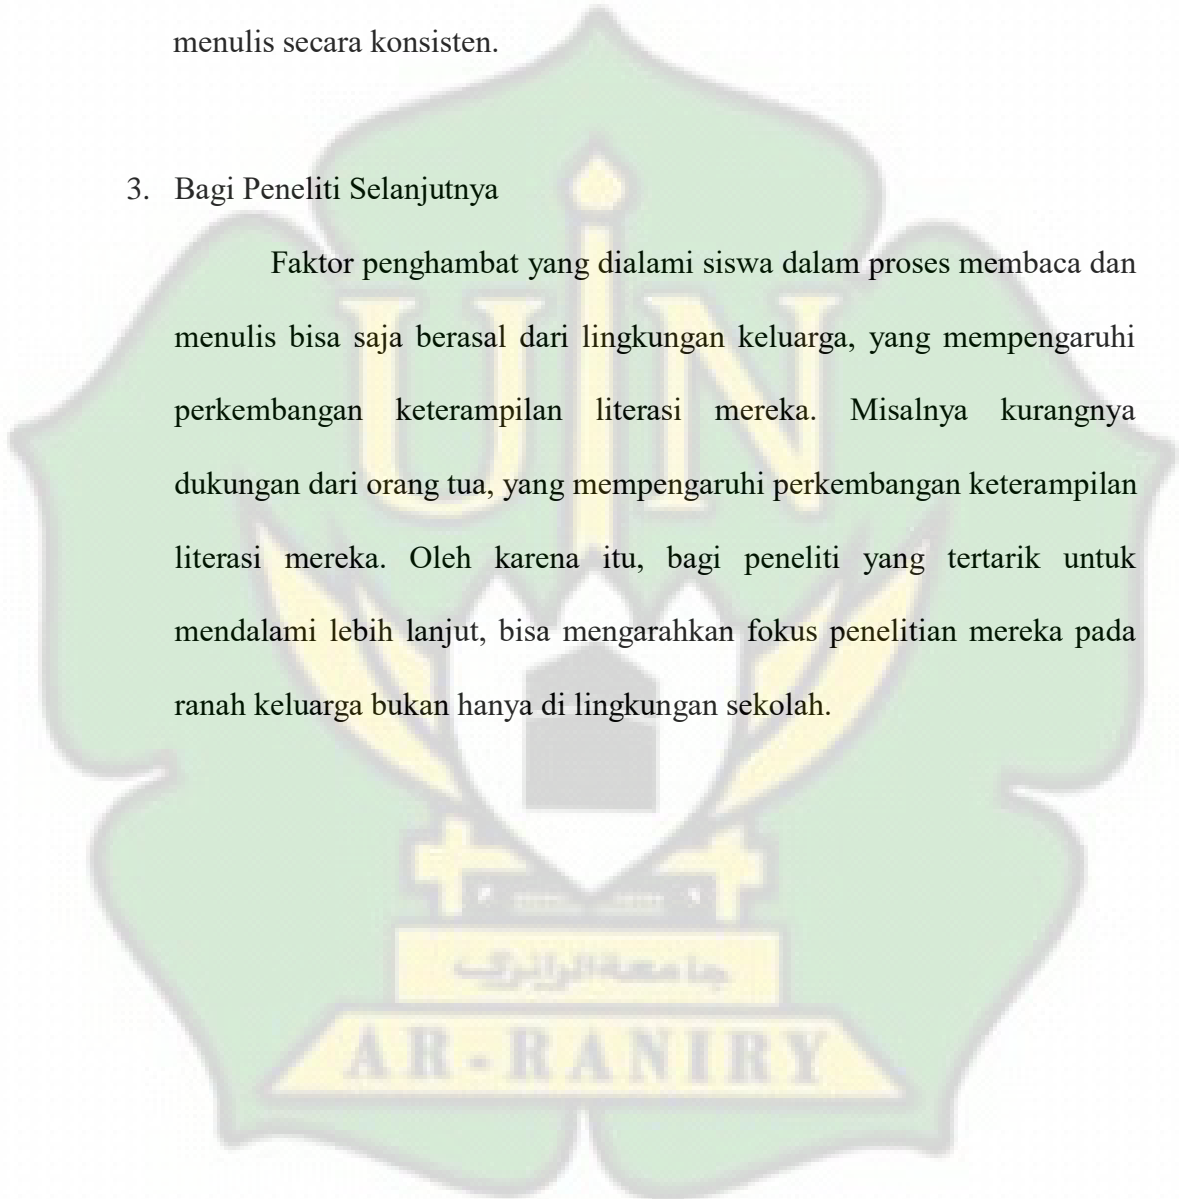 menulis secara konsisten.
3. Bagi Peneliti Selanjutnya
Faktor penghambat yang dialami siswa dalam proses membaca dan
menulis bisa saja berasal dari lingkungan keluarga, yang mempengaruhi
perkembangan keterampilan literasi mereka. Misalnya kurangnya
dukungan dari orang tua, yang mempengaruhi perkembangan keterampilan
literasi mereka. Oleh karena itu, bagi peneliti yang tertarik untuk
mendalami lebih lanjut, bisa mengarahkan fokus penelitian mereka pada
ranah keluarga bukan hanya di lingkungan sekolah.
UIN
جامعة الرانري
AR-RANIRY